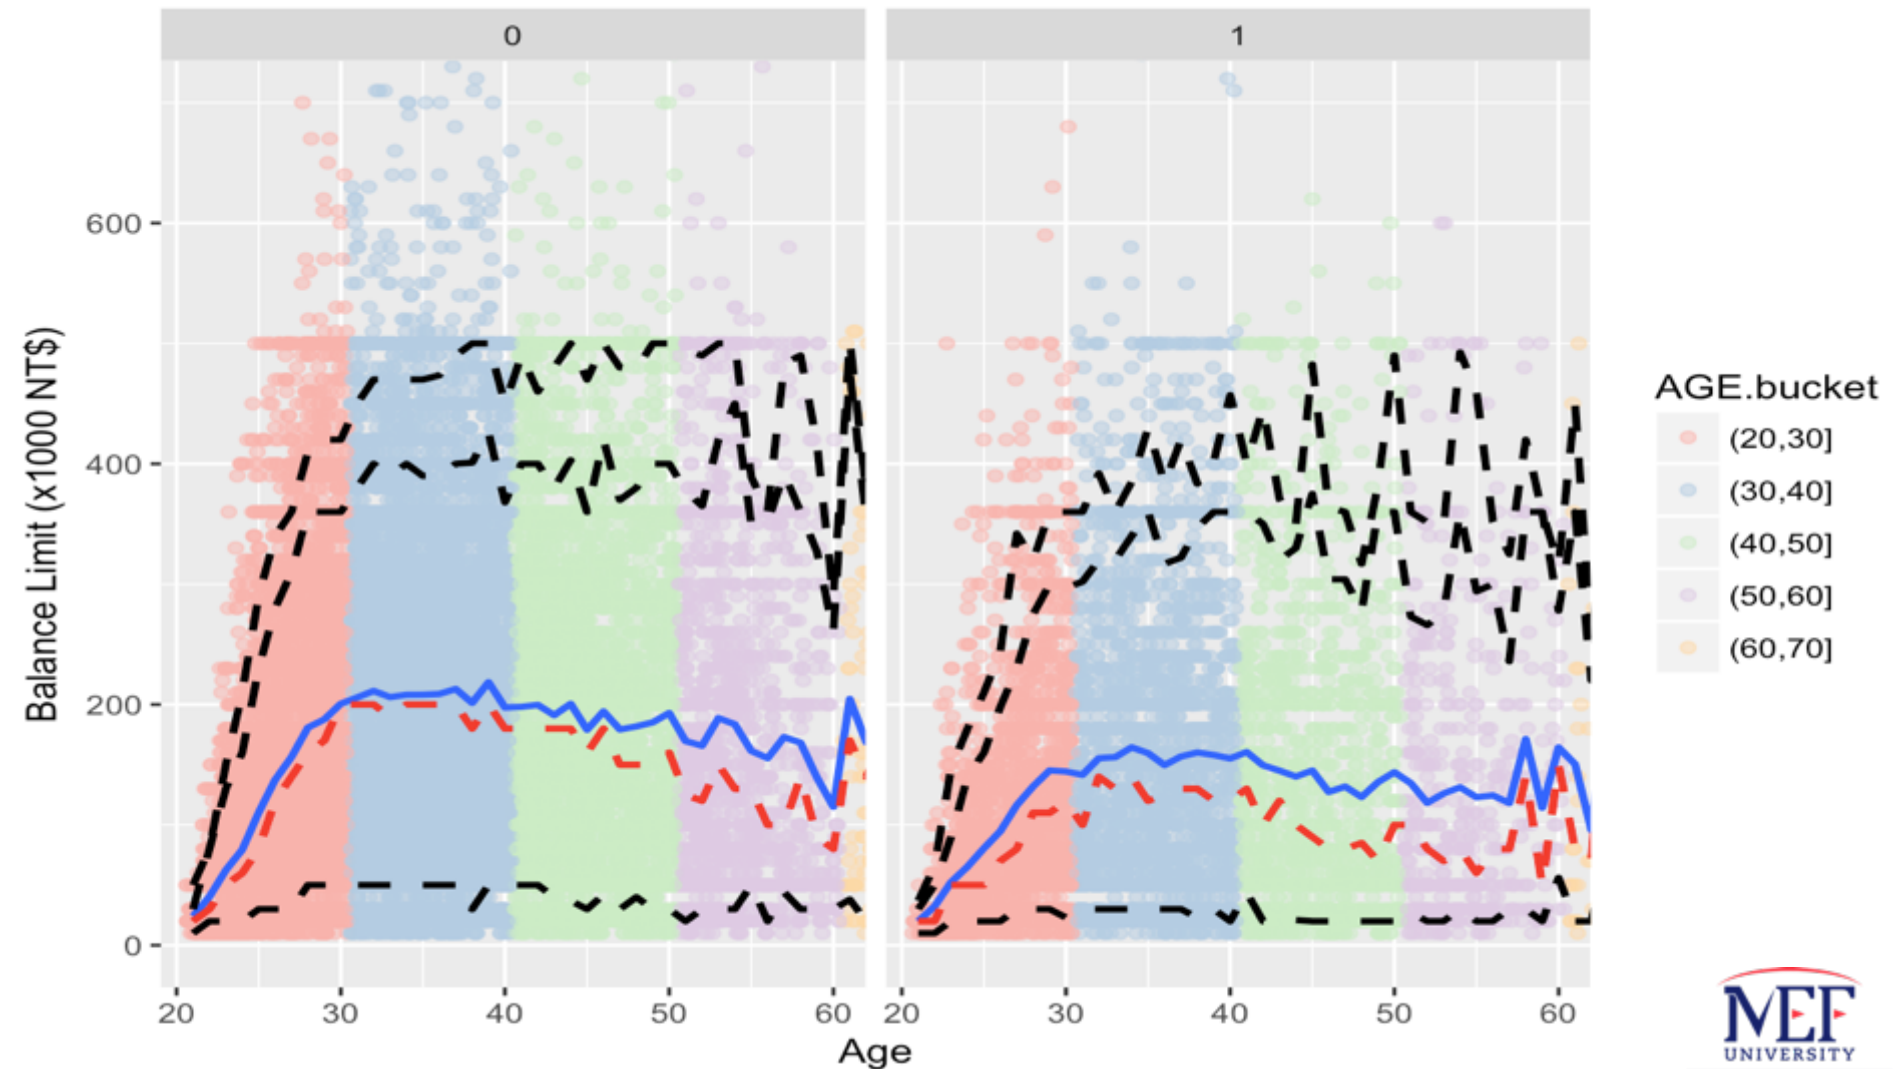 0
1
Balance Limit (x1000 NT$)
600
400
200
0
20 30 40 50 60
20 30 40 50 60
Age
AGE.bucket
(20,30]
(30,40]
(40,50]
(50,60]
(60,70]
MEF
UNIVERSITY